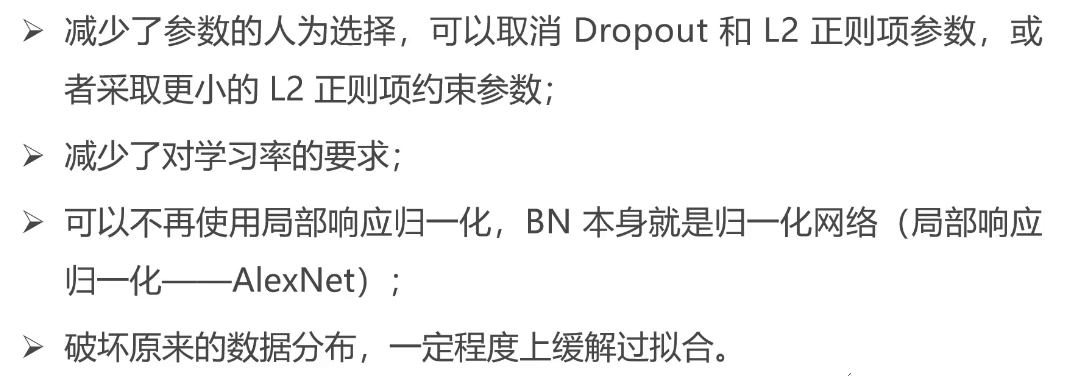 ➢ 减少了参数的人为选择，可以取消 Dropout 和 L2 正则项参数，或
者采取更小的 L2 正则项约束参数；
➢ 减少了对学习率的要求；
➢ 可以不再使用局部响应归一化，BN 本身就是归一化网络（局部响应
归一化——AlexNet）；
➢ 破坏原来的数据分布，一定程度上缓解过拟合。